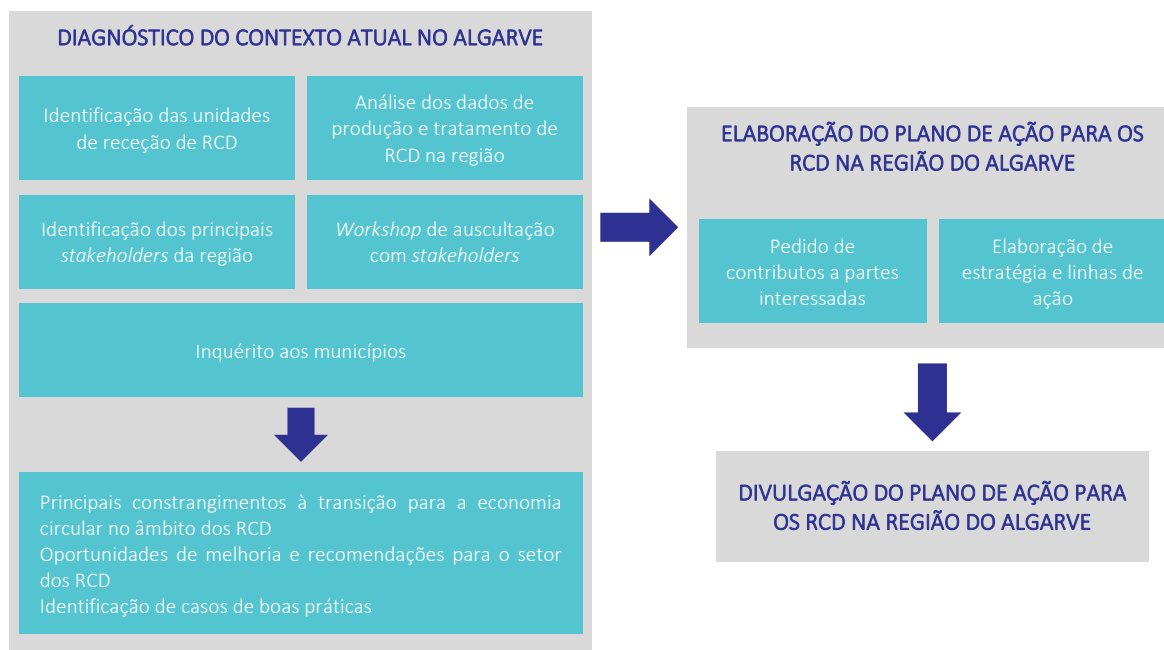 DIAGNÓSTICO DO CONTEXTO ATUAL NO ALGARVE
Identificação das unidades
de receção de RCD
Análise dos dados de
produção e tratamento de
RCD na região
Identificação dos principais
stakeholders da região
Workshop de auscultação
com stakeholders
Inquérito aos municípios
Principais constrangimentos à transição para a economia
circular no âmbito dos RCD
Oportunidades de melhoria e recomendações para o setor
dos RCD
Identificação de casos de boas práticas
ELABORAÇÃO DO PLANO DE AÇÃO PARA OS
RCD NA REGIÃO DO ALGARVE
Pedido de
contributos a partes
interessadas
Elaboração de
estratégia e linhas de
ação
DIVULGAÇÃO DO PLANO DE AÇÃO PARA
OS RCD NA REGIÃO DO ALGARVE